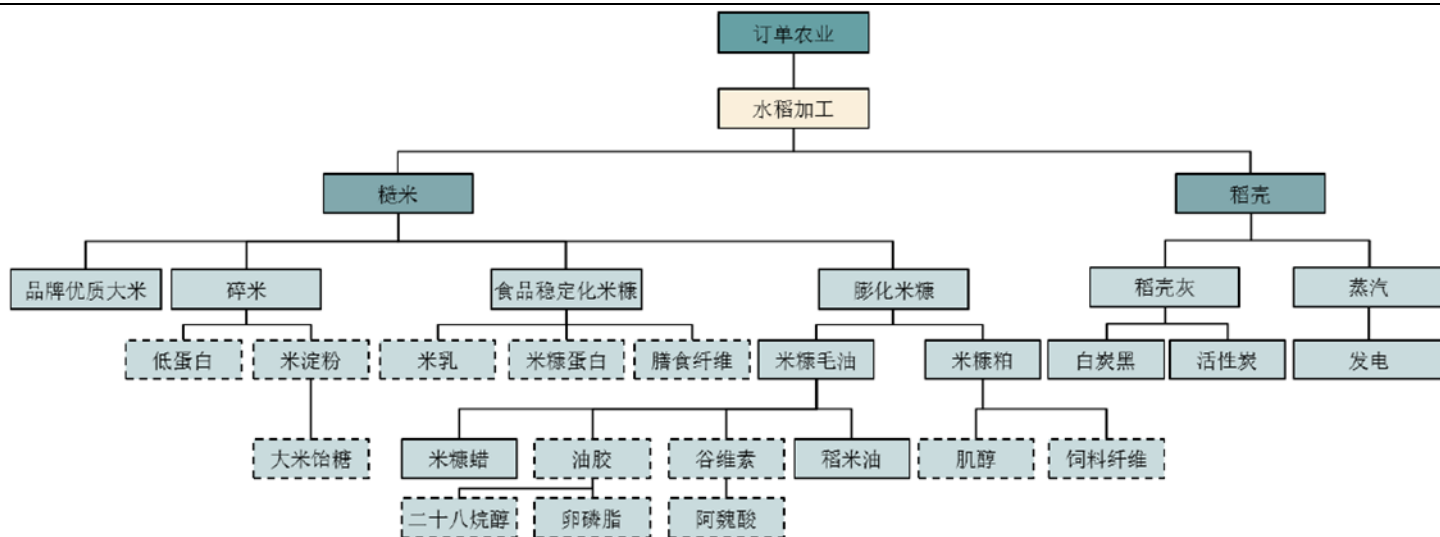 订单农业
水稻加工
糙米
稻壳
品牌优质大米
碎米
食品稳定化米糠
膨化米糠
稻壳灰
蒸汽
低蛋白
米淀粉
米乳
米糠蛋白
膳食纤维
米糠毛油
米糠粕
白炭黑
活性炭
发电
大米饴糖
米糠蜡
油胶
谷维素
稻米油
肌醇
饲料纤维
二十八烷醇
卵磷脂
阿魏酸